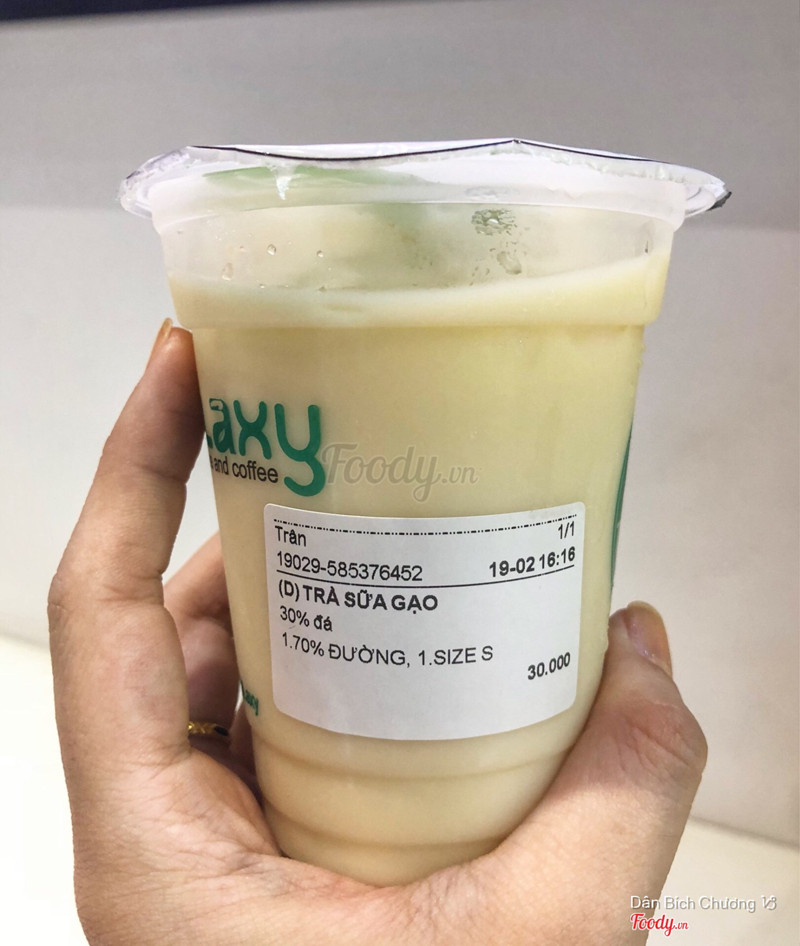 axy
and coffee
Foody.vn
Trân 1/1
19029-585376452 19-02 16:16
(D) TRÀ SỮA GẠO
30% đá
1.70% ĐƯỜNG, 1.SIZE S
30.000
Dân Bích Chương
Foody.vn